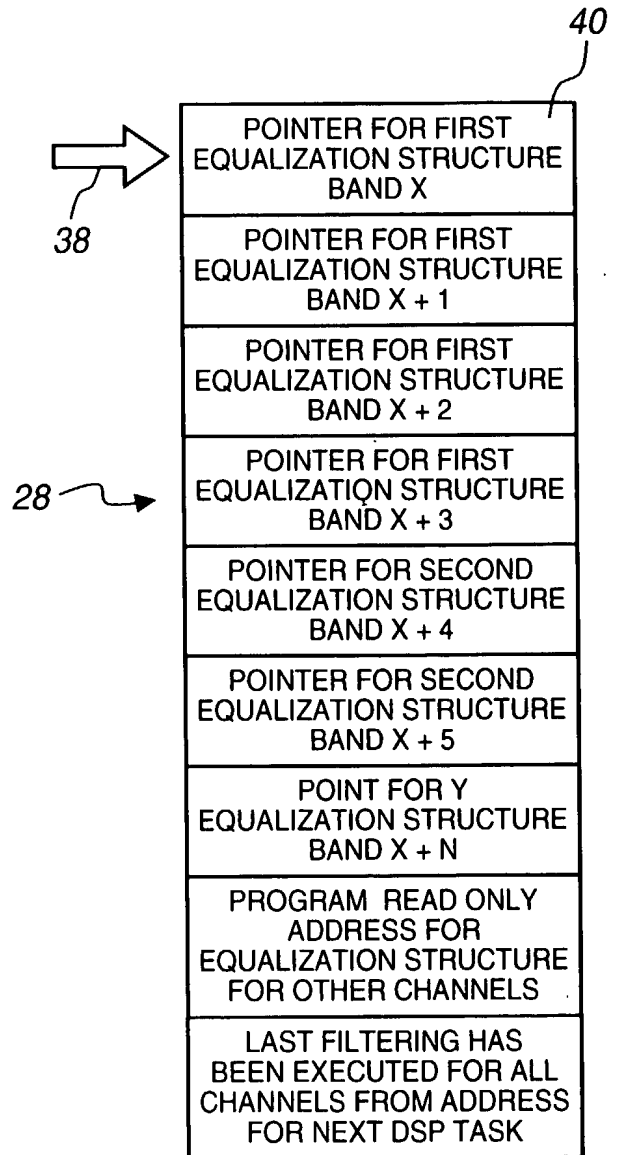 40
POINTER FOR FIRST
EQUALIZATION STRUCTURE
BAND X
38
POINTER FOR FIRST
EQUALIZATION STRUCTURE
BAND X + 1
POINTER FOR FIRST
EQUALIZATION STRUCTURE
BAND X + 2
28
POINTER FOR FIRST
EQUALIZATION STRUCTURE
BAND X + 3
POINTER FOR SECOND
EQUALIZATION STRUCTURE
BAND X + 4
POINTER FOR SECOND
EQUALIZATION STRUCTURE
BAND X + 5
POINT FOR Y
EQUALIZATION STRUCTURE
BAND X + N
PROGRAM READ ONLY
ADDRESS FOR
EQUALIZATION STRUCTURE
FOR OTHER CHANNELS
LAST FILTERING HAS
BEEN EXECUTED FOR ALL
CHANNELS FROM ADDRESS
FOR NEXT DSP TASK